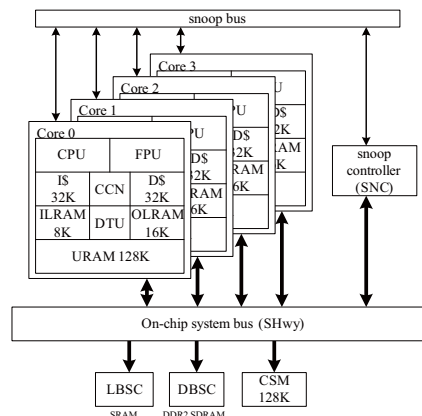 snoop bus
Core 3
Core 2
Core 1
Core 0
CPU
FPU
I$
32K
CCN
D$
32K
ILRAM
8K
DTU
OLRAM
16K
URAM 128K
snoop
controller
(SNC)
On-chip system bus (SHwy)
LBSC
DBSC
CSM
128K
SRAM
DDR2 SDRAM